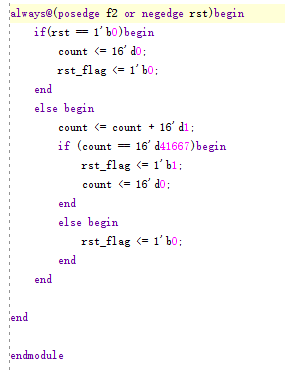 always@(posedge f2 or negedge rst)begin
if(rst == 1'b0)begin
count <= 16'd0;
rst_flag <= 1'b0;
end
else begin
count <= count + 16'd1;
if (count == 16'd41667)begin
rst_flag <= 1'b1;
count <= 16'd0;
end
else begin
rst_flag <= 1'b0;
end
end
end
endmodule